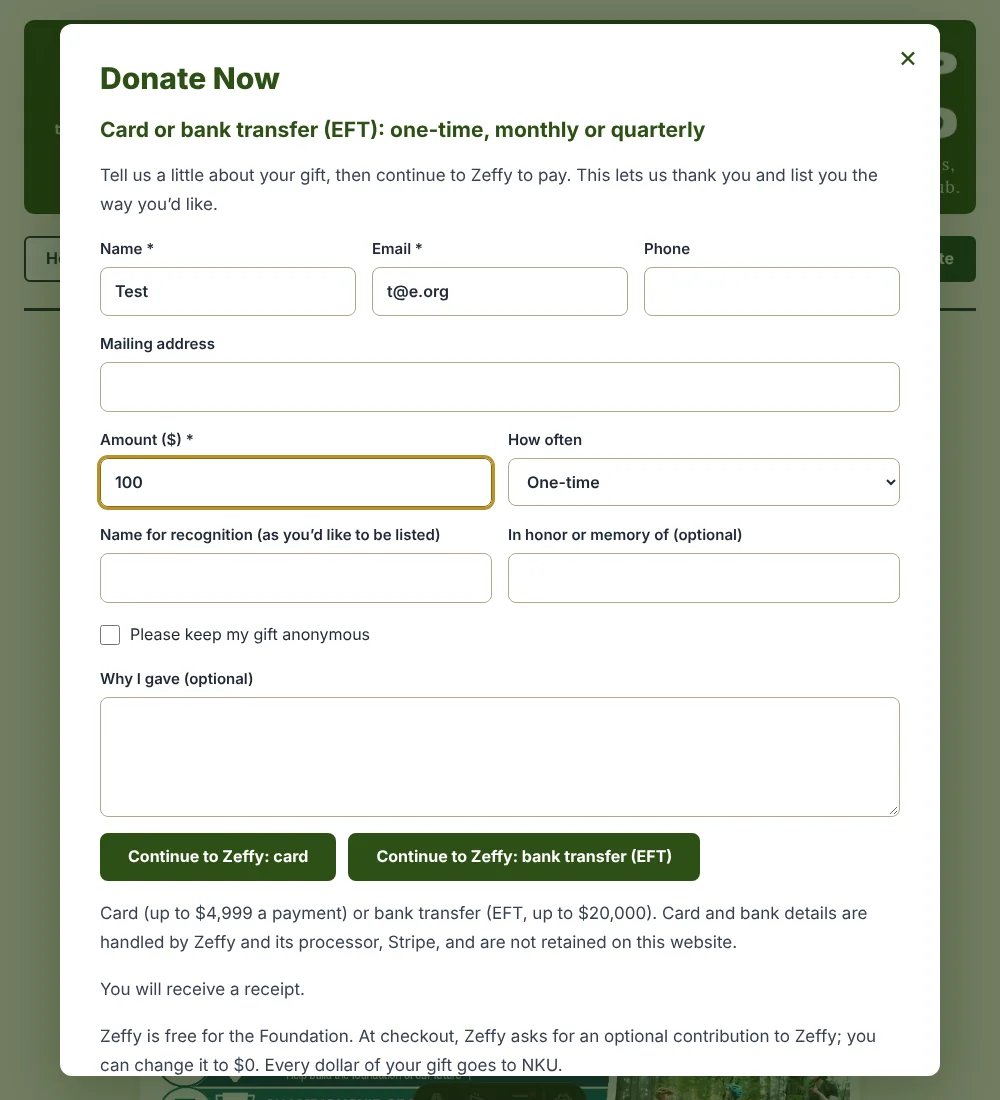 Donate Now
×
Card or bank transfer (EFT): one-time, monthly or quarterly
Tell us a little about your gift, then continue to Zeffy to pay. This lets us thank you and list you the
way you’d like.
Name * Email * Phone
Test t@e.org
Mailing address
Amount ($) * How often
100 One-time
Name for recognition (as you’d like to be listed) In honor or memory of (optional)
Please keep my gift anonymous
Why I gave (optional)
Continue to Zeffy: card Continue to Zeffy: bank transfer (EFT)
Card (up to $4,999 a payment) or bank transfer (EFT, up to $20,000). Card and bank details are
handled by Zeffy and its processor, Stripe, and are not retained on this website.
You will receive a receipt.
Zeffy is free for the Foundation. At checkout, Zeffy asks for an optional contribution to Zeffy; you
can change it to $0. Every dollar of your gift goes to NKU.